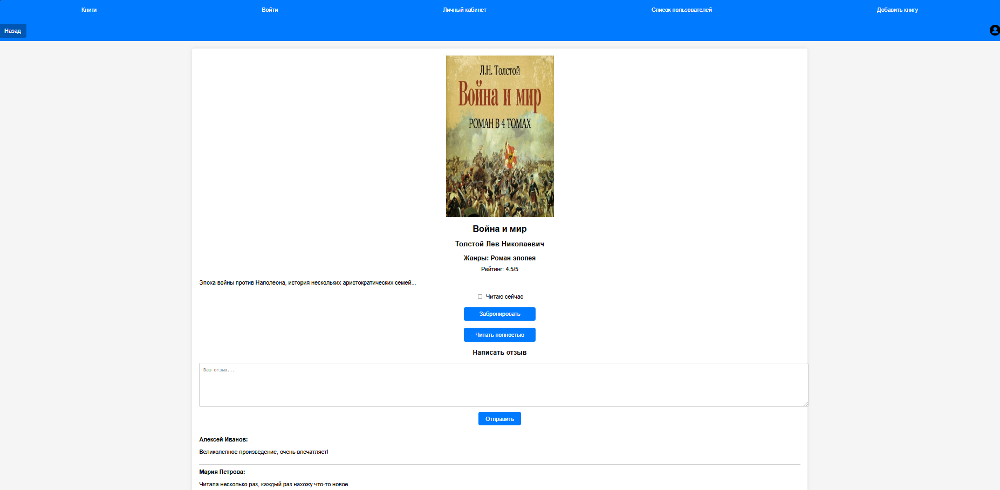 Книги Войти Личный кабинет Список пользователей Добавить книгу
Назад
Л.Н. Толстой
Война и мир
РОМАН В 4 ТОМАХ
Война и мир
Толстой Лев Николаевич
Жанры: Роман-эпопея
Рейтинг: 4.5/5
Эпоха войны против Наполеона, история нескольких аристократических семей...
Читаю сейчас
Забронировать
Читать полностью
Написать отзыв
Ваш отзыв...
Отправить
Алексей Иванов:
Великолепное произведение, очень впечатляет!
Мария Петрова:
Читала несколько раз, каждый раз нахожу что-то новое.